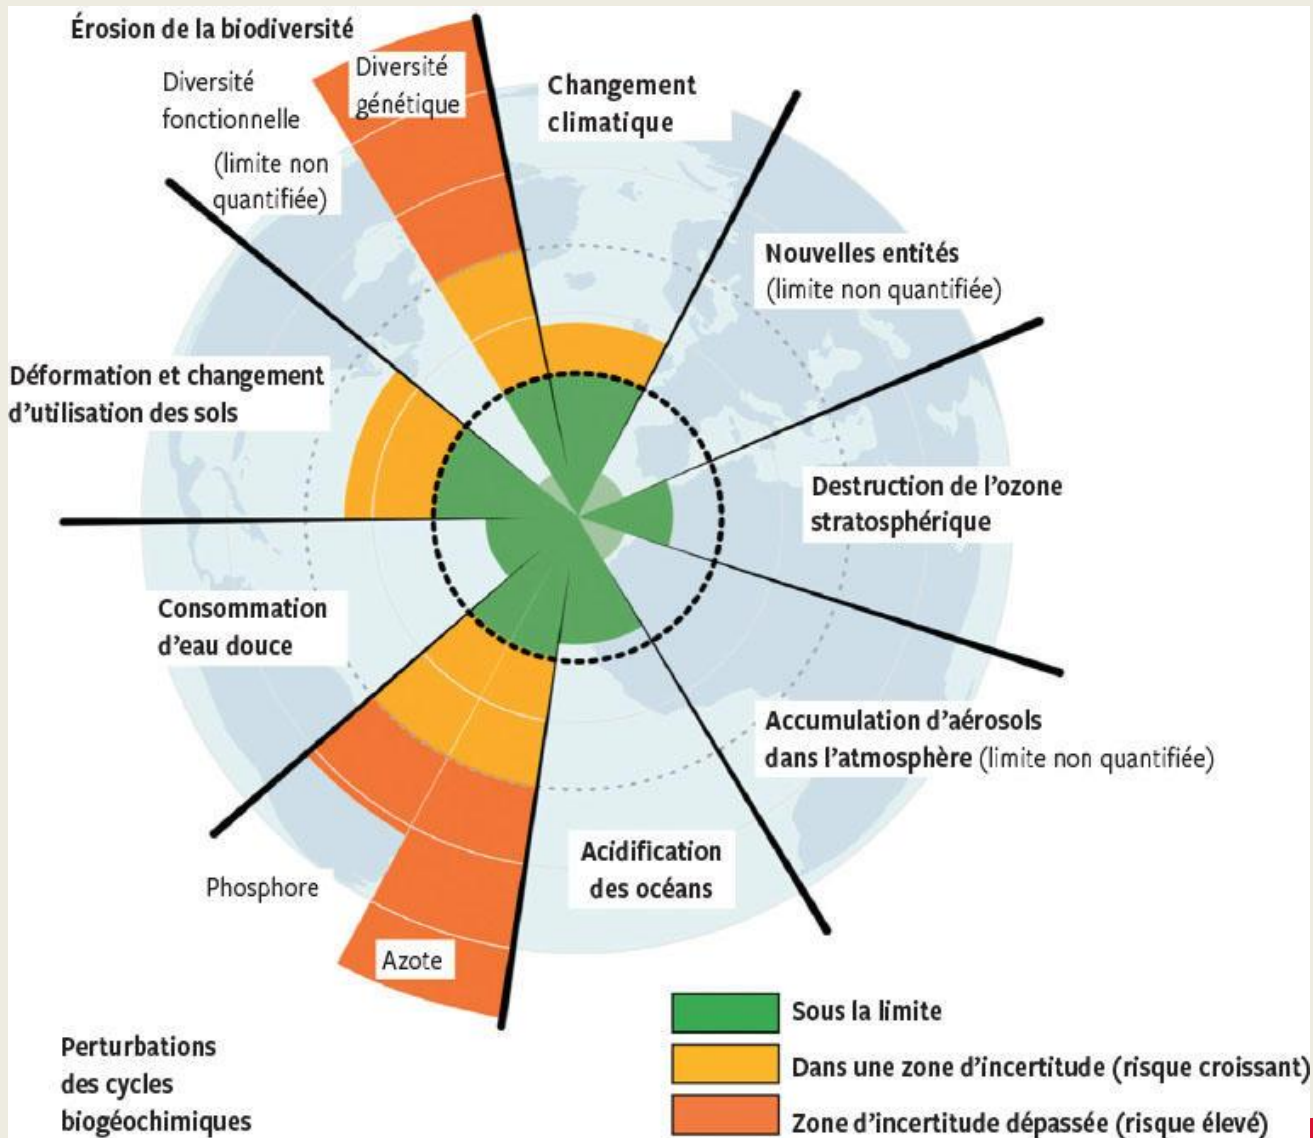 Érosion de la biodiversité
Diversité
fonctionnelle
(limite non
quantifiée)
Diversité
génétique
Changement
climatique
Nouvelles entités
(limite non quantifiée)
Déformation et changement
d’utilisation des sols
Destruction de l’ozone
stratosphérique
Consommation
d’eau douce
Accumulation d’aérosols
dans l’atmosphère (limite non quantifiée)
Acidification
des océans
Phosphore
Azote
Perturbations
des cycles
biogéochimiques
Sous la limite
Dans une zone d’incertitude (risque croissant)
Zone d’incertitude dépassée (risque élevé)